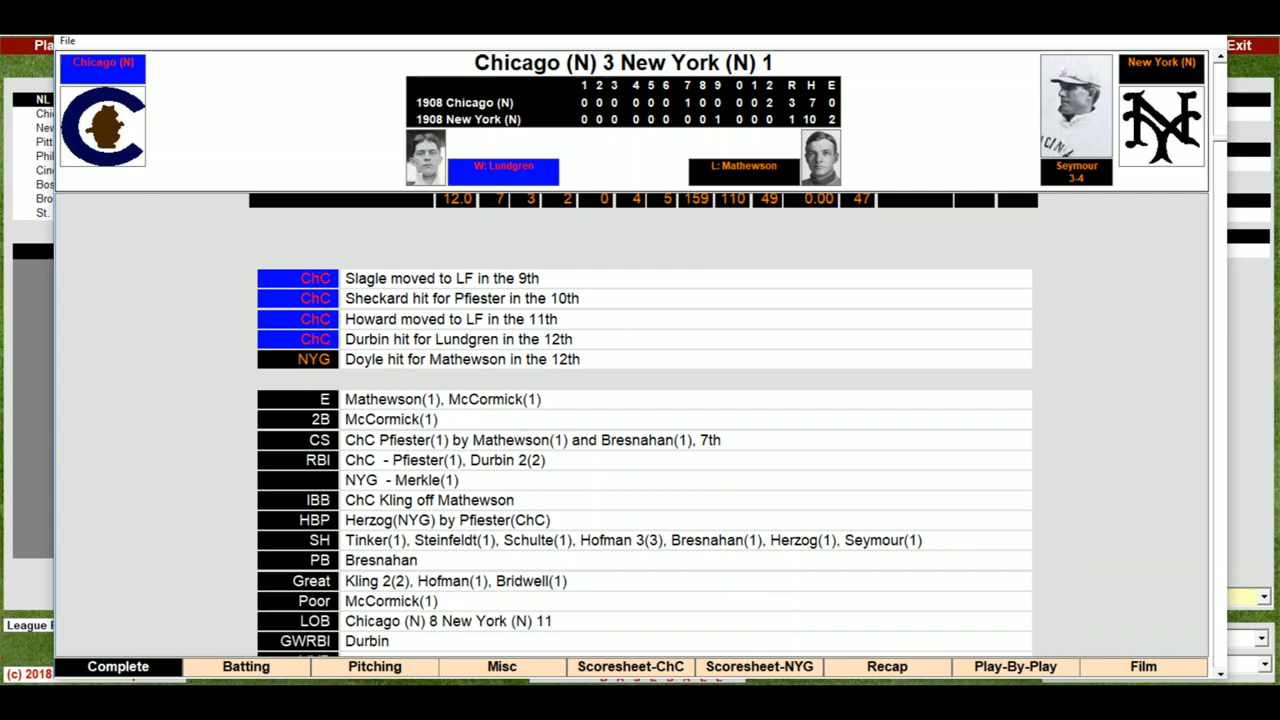 File
Pla
Exit
Chicago (N)
Chicago (N) 3 New York (N) 1
New York (N)
1 2 3 4 5 6 7 8 9 0 1 2 R H E
1908 Chicago (N) 0 0 0 0 0 0 1 0 0 0 0 2 3 7 0
1908 New York (N) 0 0 0 0 0 0 0 0 1 0 0 0 1 10 2
W: Lundgren
L: Mathewson
Seymour
3-4
NL
Chi
New
Pitt
Phil
Cin
Bos
Bro
St.
12.0 7 3 2 0 4 5 159 110 49 0.00 47
ChC Slagle moved to LF in the 9th
ChC Sheckard hit for Pfiester in the 10th
ChC Howard moved to LF in the 11th
ChC Durbin hit for Lundgren in the 12th
NYG Doyle hit for Mathewson in the 12th
E Mathewson(1), McCormick(1)
2B McCormick(1)
CS ChC Pfiester(1) by Mathewson(1) and Bresnahan(1), 7th
RBI ChC - Pfiester(1), Durbin 2(2)
NYG - Merkle(1)
IBB ChC Kling off Mathewson
HBP Herzog(NYG) by Pfiester(ChC)
SH Tinker(1), Steinfeldt(1), Schulte(1), Hofman 3(3), Bresnahan(1), Herzog(1), Seymour(1)
PB Bresnahan
Great Kling 2(2), Hofman(1), Bridwell(1)
Poor McCormick(1)
LOB Chicago (N) 8 New York (N) 11
GWRBI Durbin
League
Complete Batting Pitching Misc Scoresheet-ChC Scoresheet-NYG Recap Play-By-Play Film
(c) 2018